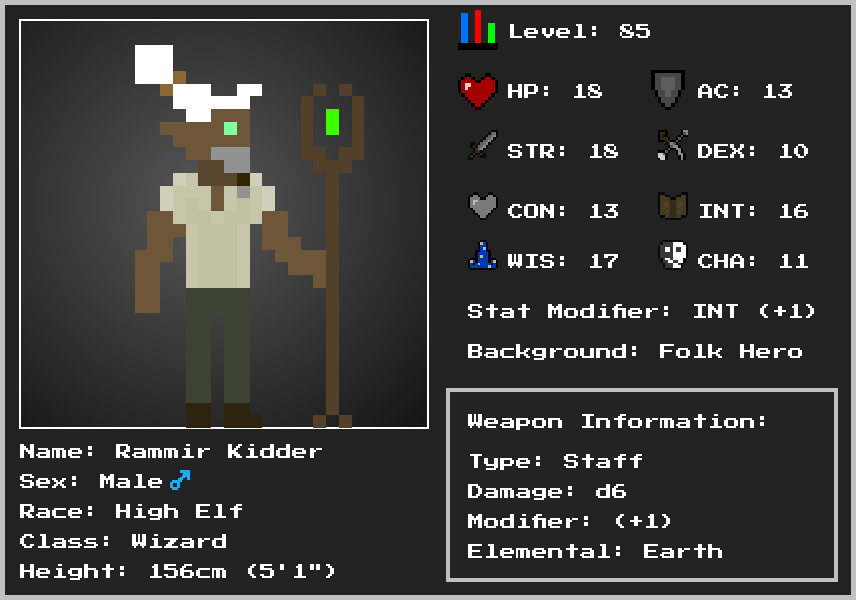 Level: 85
HP: 18 AC: 13
STR: 18 DEX: 10
CON: 13 INT: 16
WIS: 17 CHA: 11
Stat Modifier: INT (+1)
Background: Folk Hero
Weapon Information:
Type: Staff
Damage: d6
Modifier: (+1)
Elemental: Earth
Name: Rammir Kidder
Sex: Male ♂
Race: High Elf
Class: Wizard
Height: 156cm (5'1")